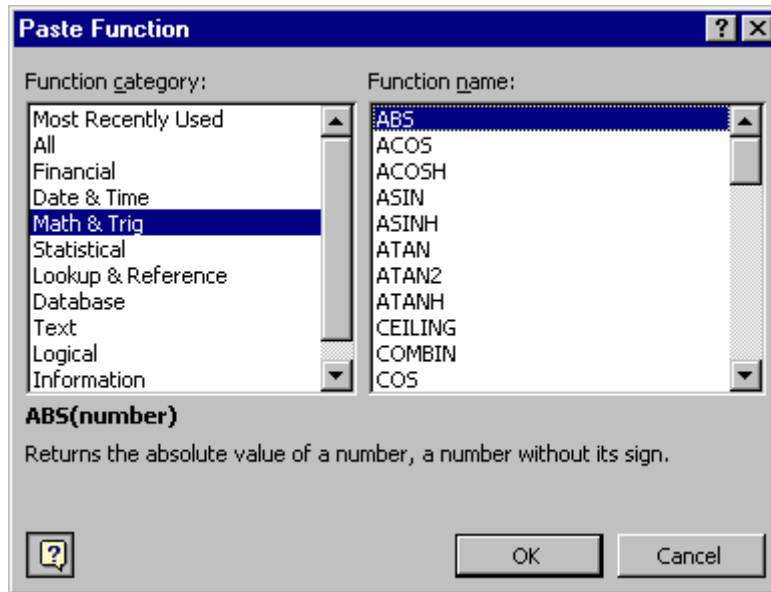 Paste Function
Function category:
Most Recently Used
All
Financial
Date & Time
Math & Trig
Statistical
Lookup & Reference
Database
Text
Logical
Information
Function name:
ABS
ACOS
ACOSH
ASIN
ASINH
ATAN
ATAN2
ATANH
CEILING
COMBIN
COS
ABS(number)
Returns the absolute value of a number, a number without its sign.
OK
Cancel